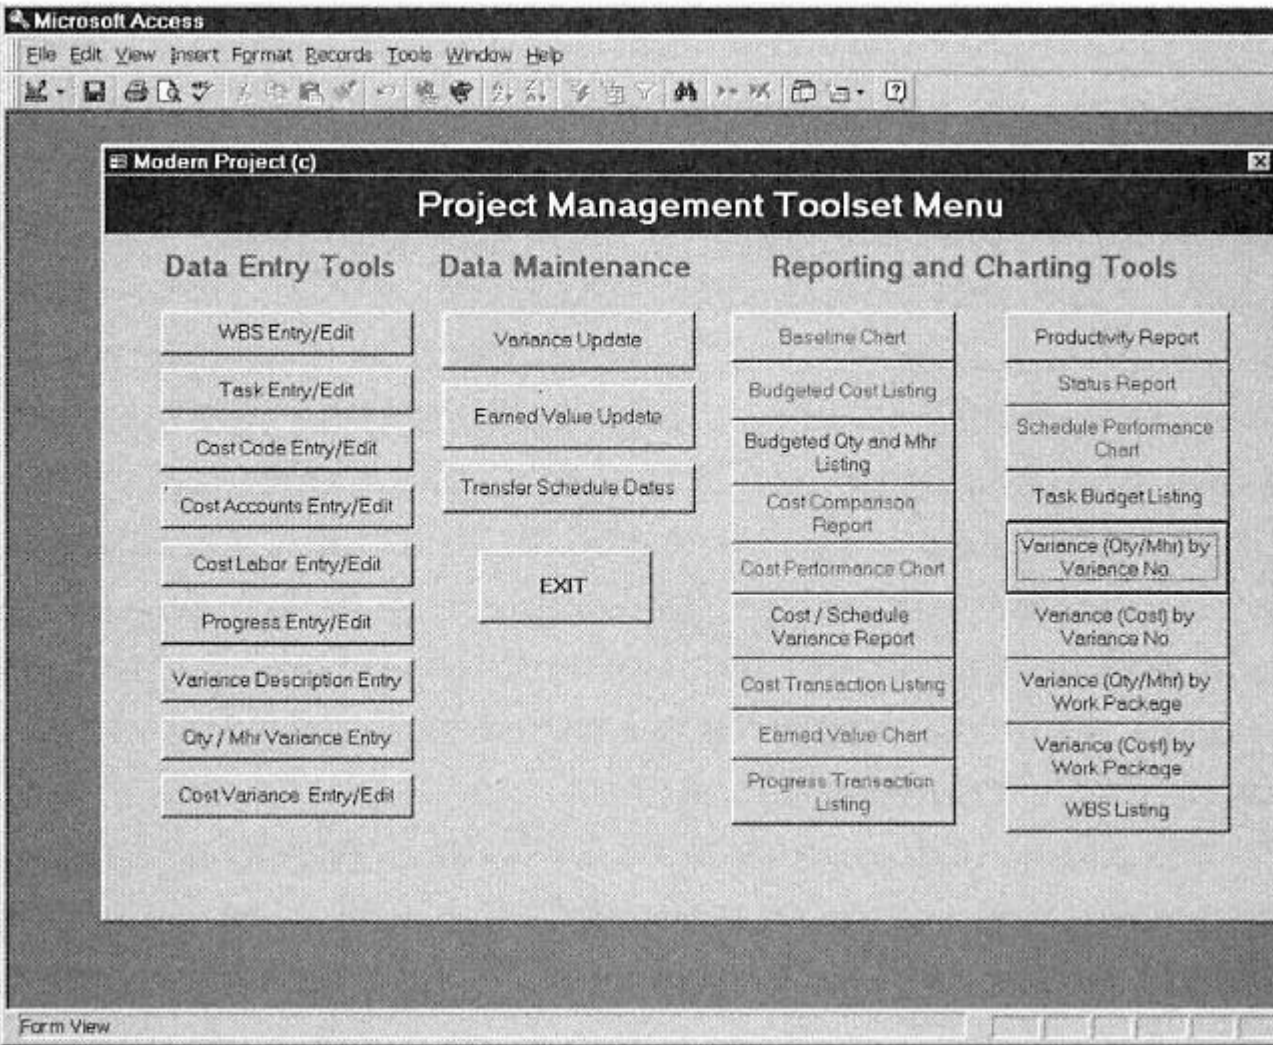 Microsoft Access
File Edit View Insert Format Records Tools Window Help
Modern Project (c)
Project Management Toolset Menu
Data Entry Tools
WBS Entry/Edit
Task Entry/Edit
Cost Code Entry/Edit
Cost Accounts Entry/Edit
Cost Labor Entry/Edit
Progress Entry/Edit
Variance Description Entry
Qty / Mhr Variance Entry
Cost Variance Entry/Edit
Data Maintenance
Variance Update
Earned Value Update
Transfer Schedule Dates
EXIT
Reporting and Charting Tools
Baseline Chart
Budgeted Cost Listing
Budgeted Qty and Mhr
Listing
Cost Comparison
Report
Cost Performance Chart
Cost / Schedule
Variance Report
Cost Transaction Listing
Earned Value Chart
Progress Transaction
Listing
Productivity Report
Status Report
Schedule Performance
Chart
Task Budget Listing
Variance (Qty/Mhr) by
Variance No.
Variance (Cost) by
Variance No.
Variance (Qty/Mhr) by
Work Package
Variance (Cost) by
Work Package
WBS Listing
Form View